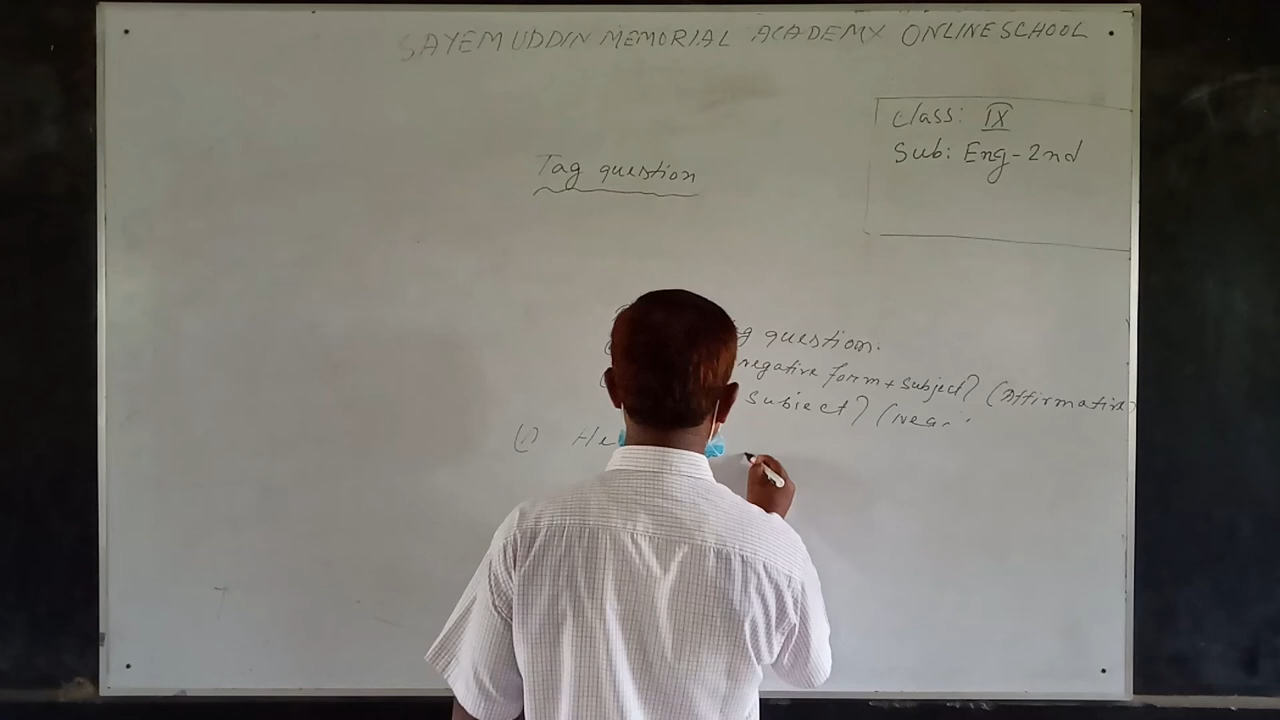 SAYEMUDDIN MEMORIAL ACADEMY ONLINE SCHOOL
Class: IX
Sub: Eng-2nd
Tag question
question.
negative form + subject? (Affirmative)
subject? (Nega
(1) He